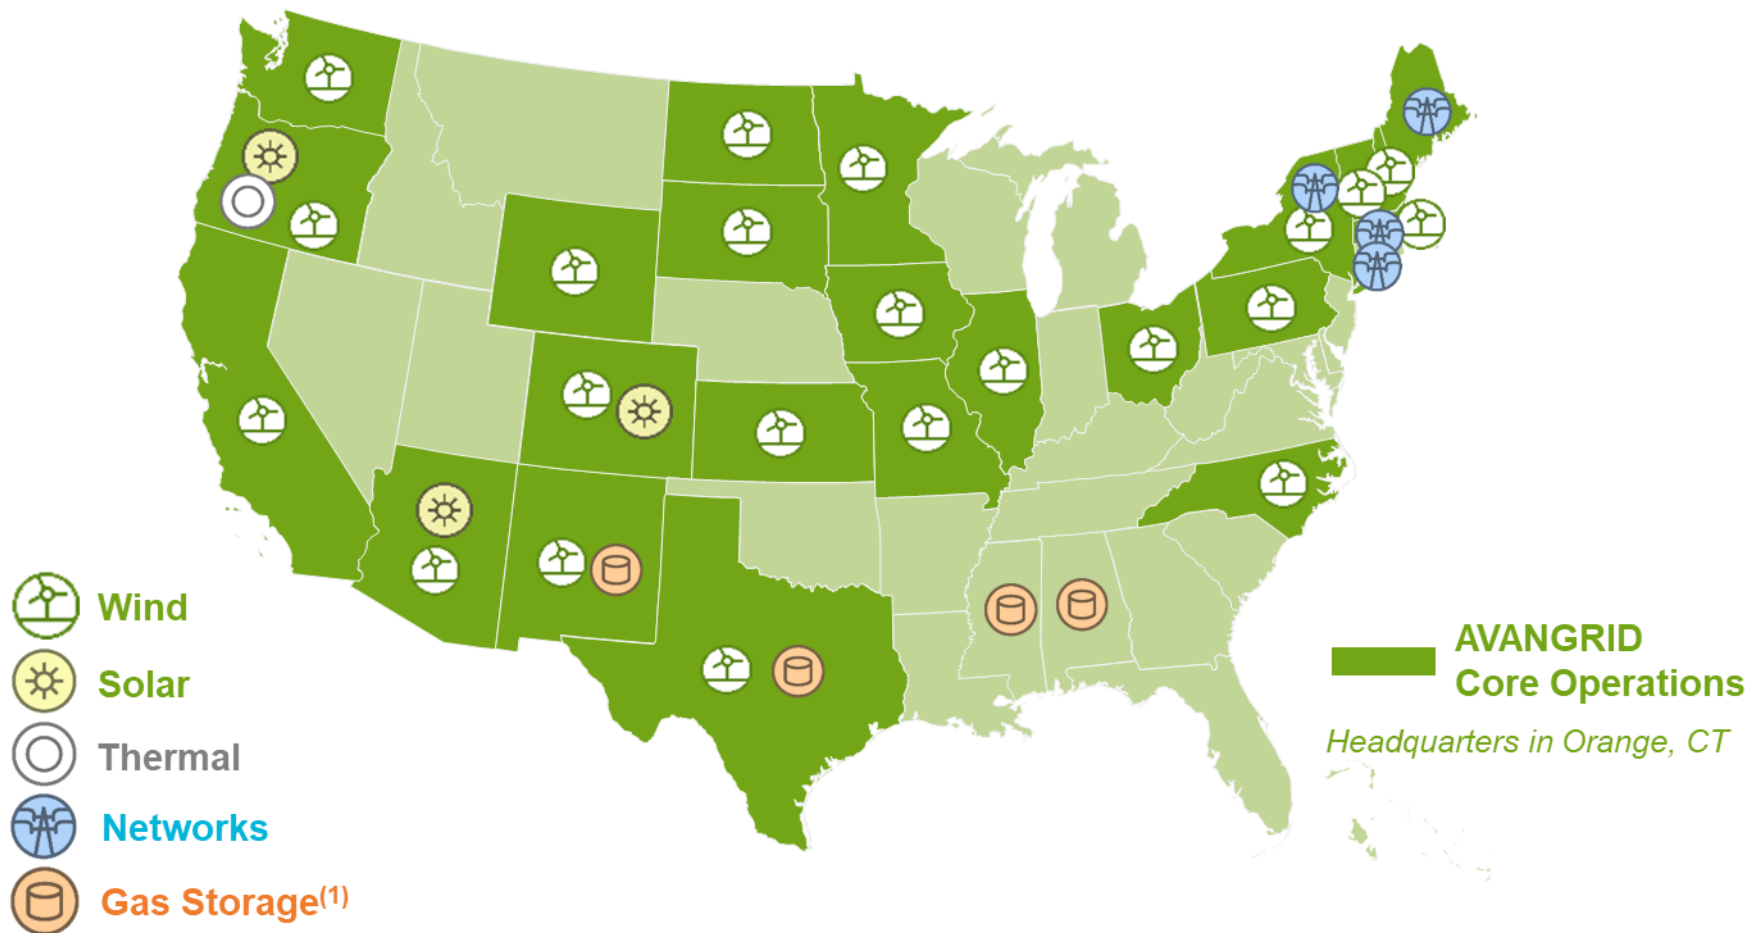 Wind
Solar
Thermal
Networks
Gas Storage(1)
AVANGRID
Core Operations
Headquarters in Orange, CT